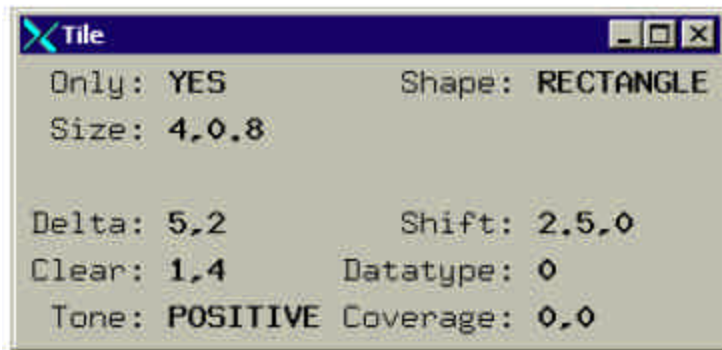 Tile
Only: YES Shape: RECTANGLE
Size: 4,0.8
Delta: 5,2 Shift: 2.5,0
Clear: 1,4 Datatype: 0
Tone: POSITIVE Coverage: 0,0